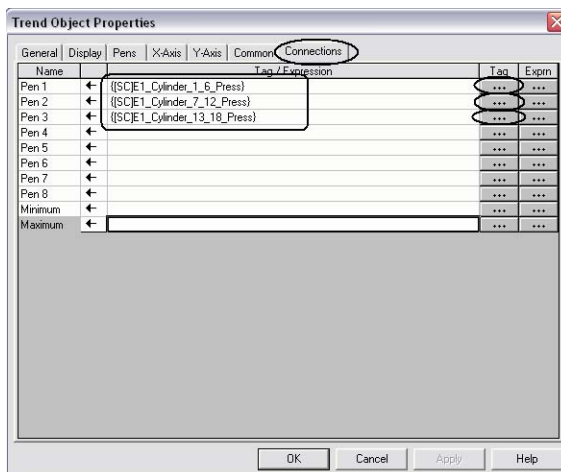 Trend Object Properties
General Display Pens X-Axis Y-Axis Common Connections
Name Tag / Expression Tag Exprn
Pen 1 ← {[SC]E1_Cylinder_1_6_Press} ... ...
Pen 2 ← {[SC]E1_Cylinder_7_12_Press} ... ...
Pen 3 ← {[SC]E1_Cylinder_13_18_Press} ... ...
Pen 4 ← ... ...
Pen 5 ← ... ...
Pen 6 ← ... ...
Pen 7 ← ... ...
Pen 8 ← ... ...
Minimum ← ... ...
Maximum ← ... ...
OK Cancel Apply Help